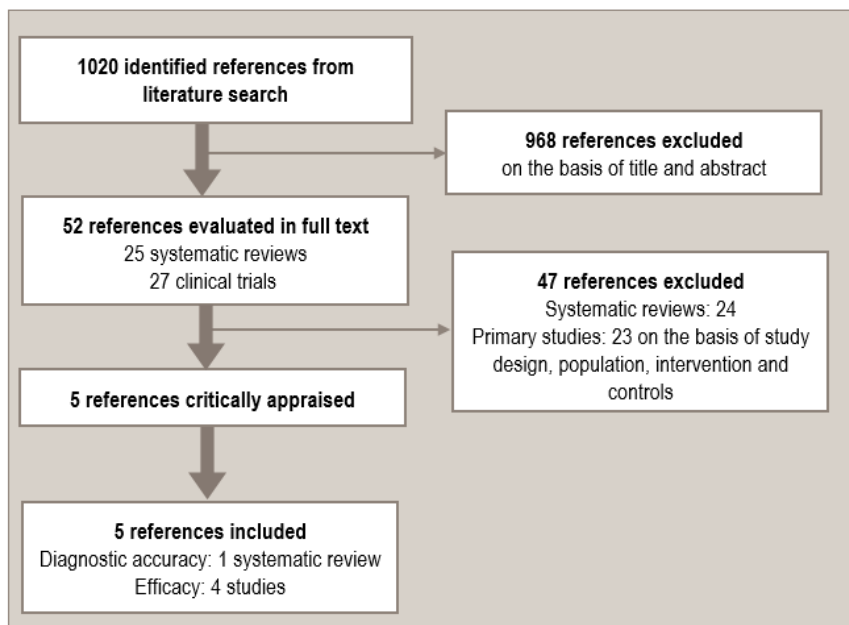 1020 identified references from
literature search
968 references excluded
on the basis of title and abstract
52 references evaluated in full text
25 systematic reviews
27 clinical trials
47 references excluded
Systematic reviews: 24
Primary studies: 23 on the basis of study
design, population, intervention and
controls
5 references critically appraised
5 references included
Diagnostic accuracy: 1 systematic review
Efficacy: 4 studies